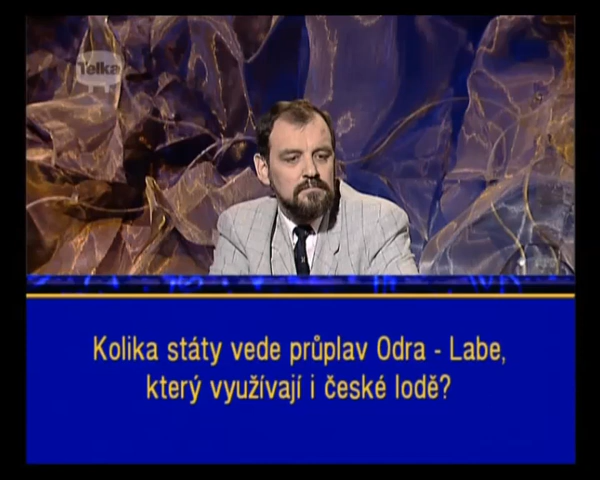 Telka
Kolika státy vede průplav Odra - Labe,
který využívají i české lodě?